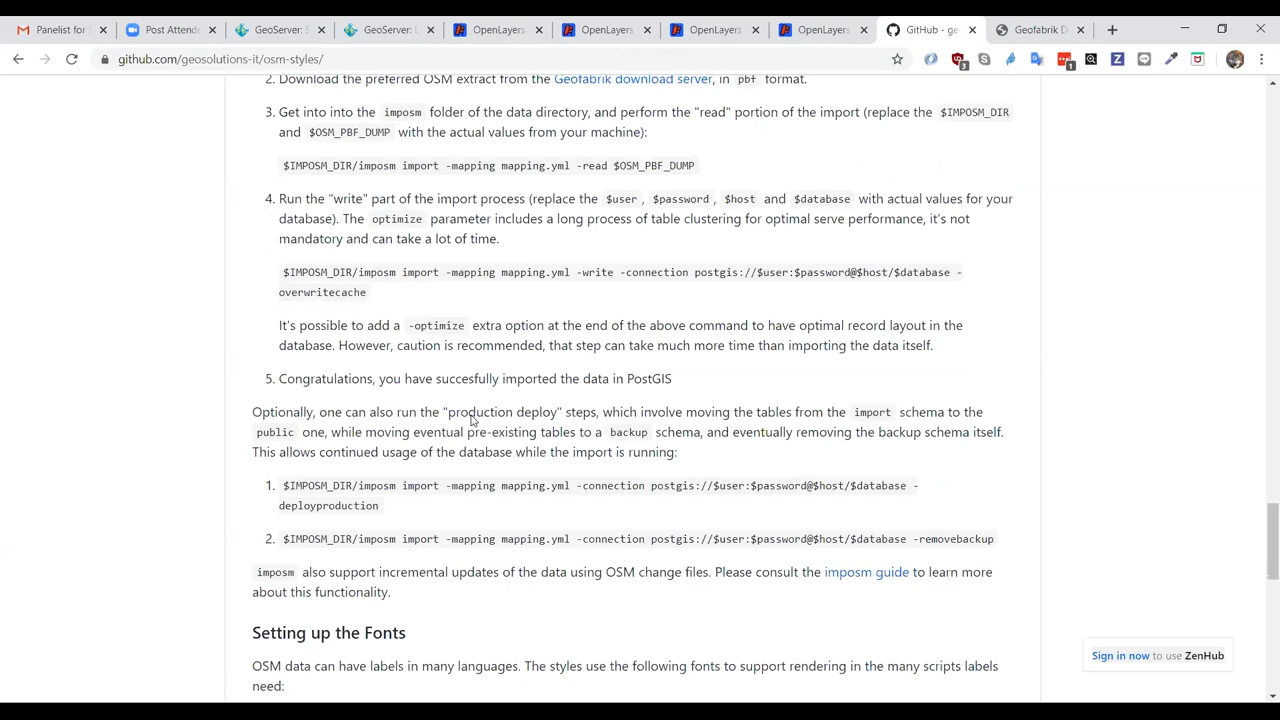 Panelist for
Post Attende
GeoServer:
GeoServer: L
OpenLayers
OpenLayers
OpenLayers
OpenLayers
GitHub - geo
Geofabrik D
github.com/geosolutions-it/osm-styles/
3
1
2. Download the preferred OSM extract from the Geofabrik download server, in pbf format.
3. Get into into the imposm folder of the data directory, and perform the "read" portion of the import (replace the $IMPOSM_DIR
and $OSM_PBF_DUMP with the actual values from your machine):
$IMPOSM_DIR/imposm import -mapping mapping.yml -read $OSM_PBF_DUMP
4. Run the "write" part of the import process (replace the $user , $password , $host and $database with actual values for your
database). The optimize parameter includes a long process of table clustering for optimal serve performance, it's not
mandatory and can take a lot of time.
$IMPOSM_DIR/imposm import -mapping mapping.yml -write -connection postgis://$user:$password@$host/$database -
overwritecache
It's possible to add a -optimize extra option at the end of the above command to have optimal record layout in the
database. However, caution is recommended, that step can take much more time than importing the data itself.
5. Congratulations, you have succesfully imported the data in PostGIS
Optionally, one can also run the "production deploy" steps, which involve moving the tables from the import schema to the
public one, while moving eventual pre-existing tables to a backup schema, and eventually removing the backup schema itself.
This allows continued usage of the database while the import is running:
1. $IMPOSM_DIR/imposm import -mapping mapping.yml -connection postgis://$user:$password@$host/$database -
deployproduction
2. $IMPOSM_DIR/imposm import -mapping mapping.yml -connection postgis://$user:$password@$host/$database -removebackup
imposm also support incremental updates of the data using OSM change files. Please consult the imposm guide to learn more
about this functionality.
Setting up the Fonts
OSM data can have labels in many languages. The styles use the following fonts to support rendering in the many scripts labels
need:
Sign in now to use ZenHub